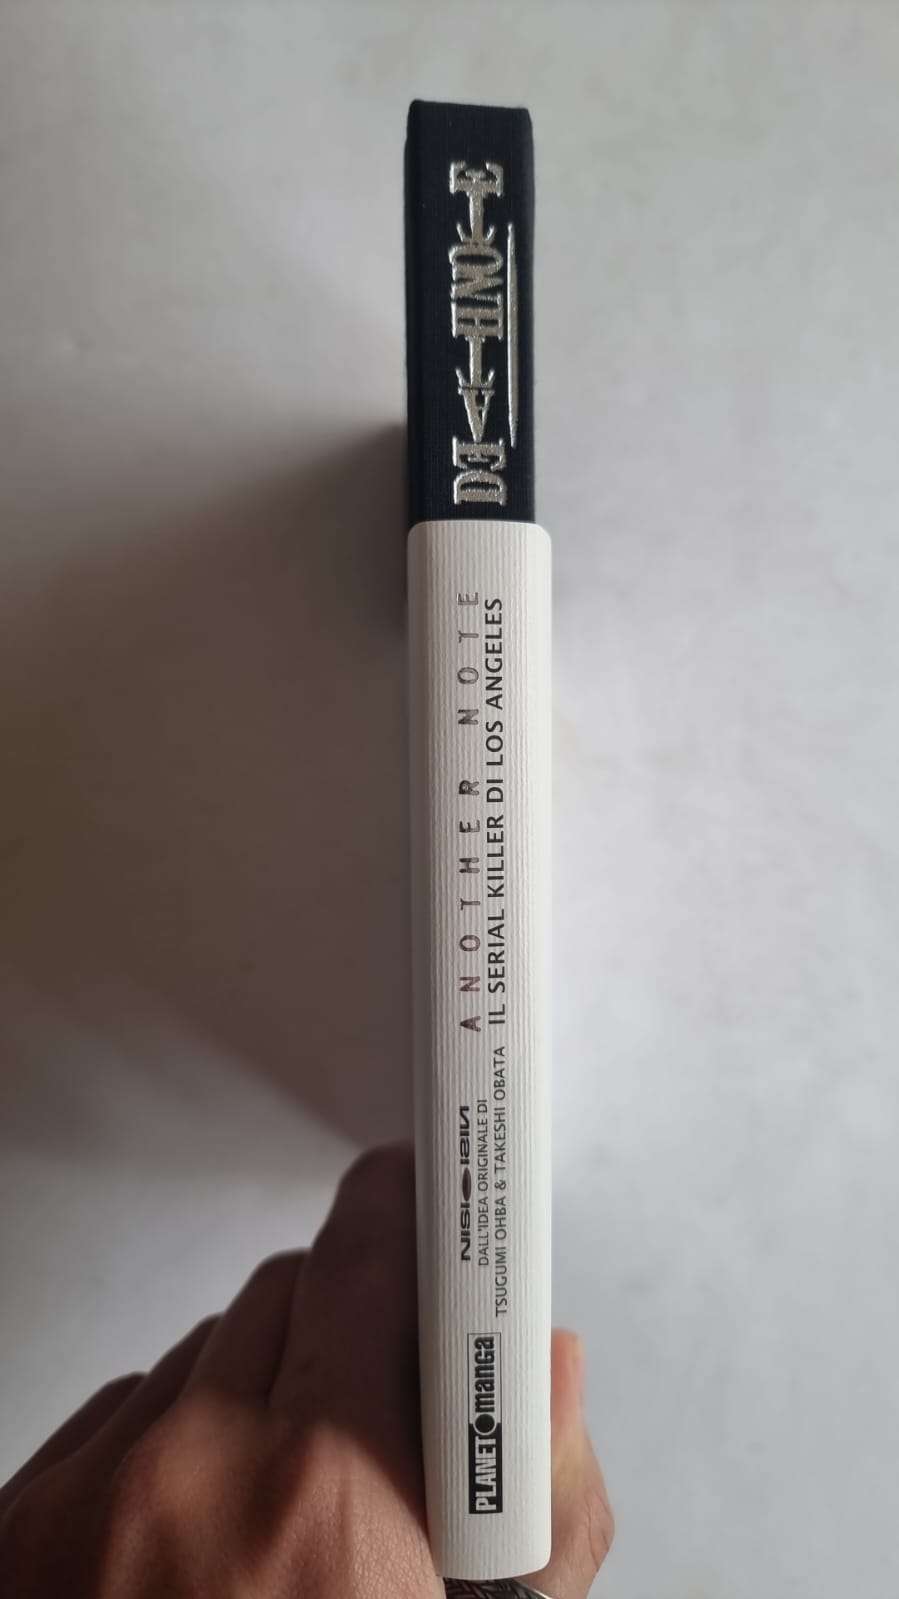 DEATH NOTE
ANOTHER NOTE
IL SERIAL KILLER DI LOS ANGELES
NISIOISIN
DALL'IDEA ORIGINALE DI
TSUGUMI OHBA & TAKESHI OBATA
PLANET manga